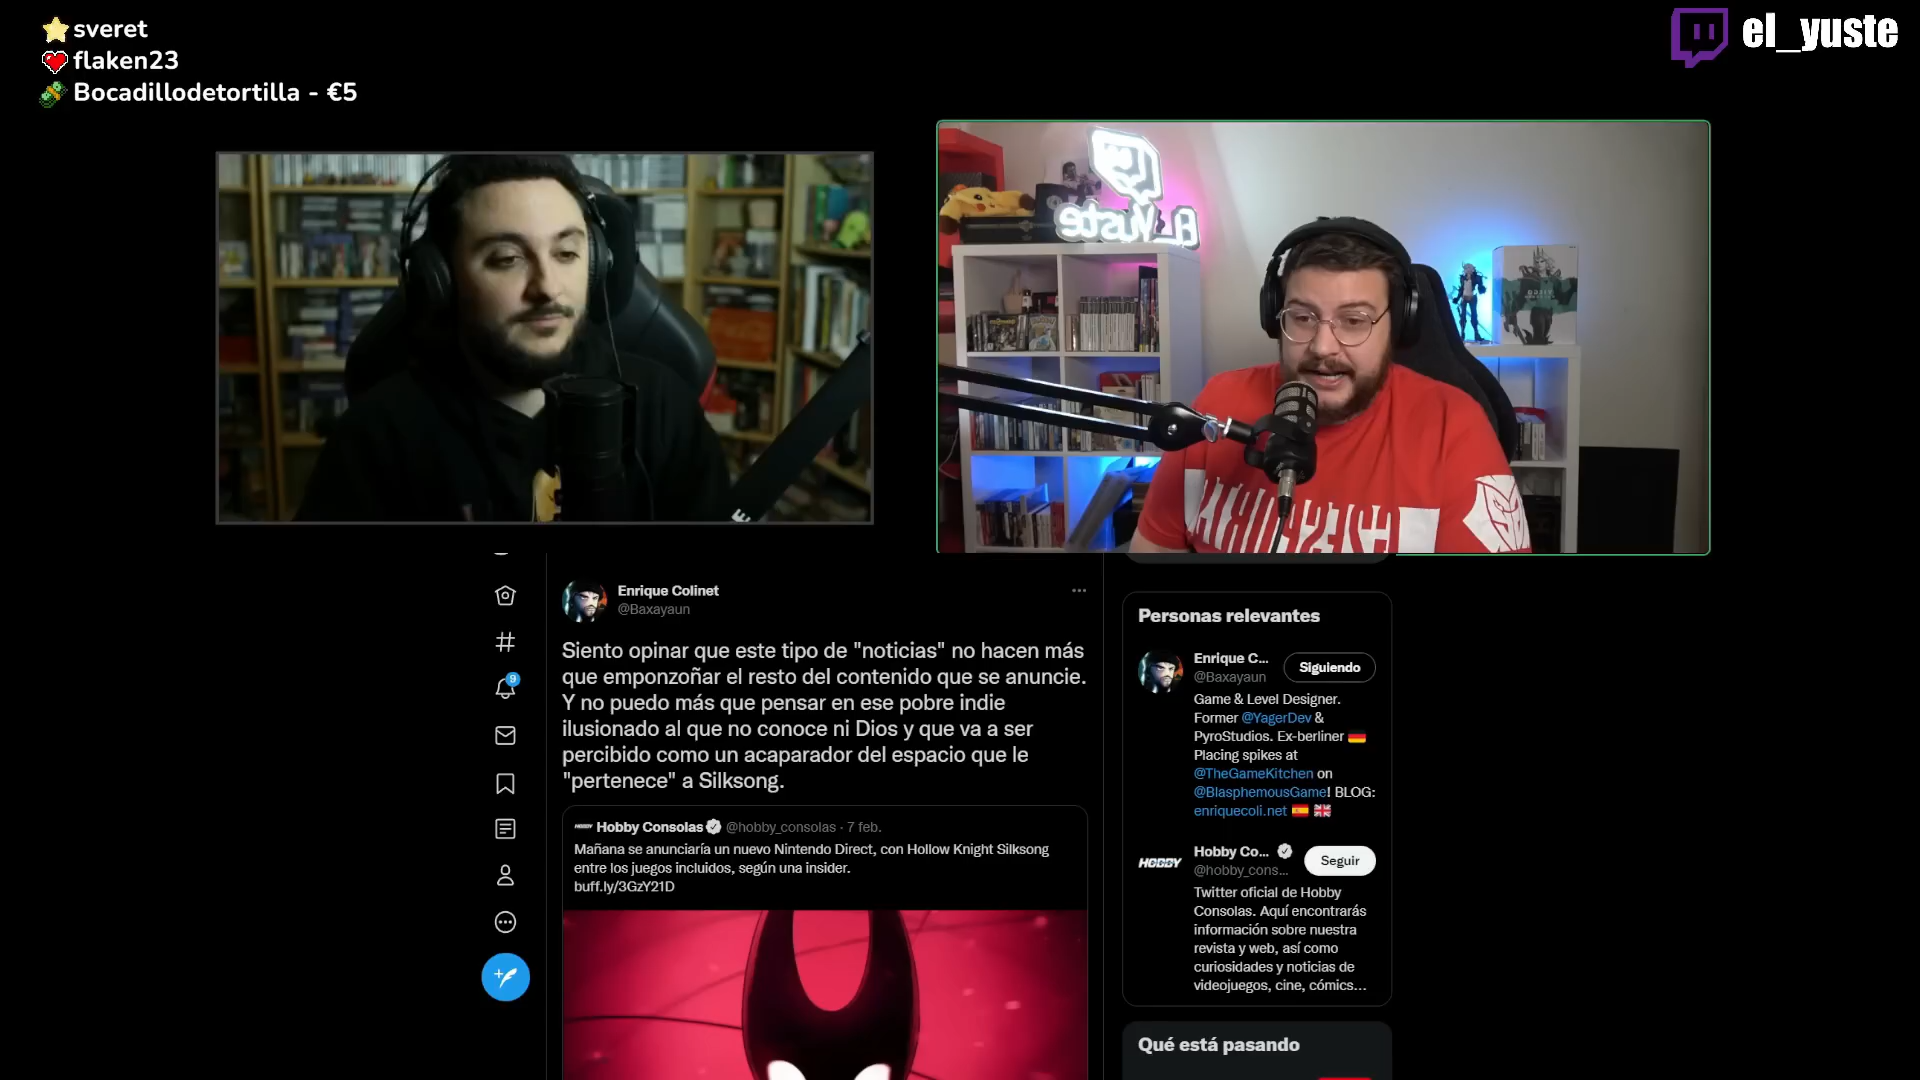 sveret
flaken23
Bocadillodetortilla - €5
el_yuste
El Yuste
Enrique Colinet
@Baxayaun
Siento opinar que este tipo de "noticias" no hacen más
que emponzoñar el resto del contenido que se anuncie.
Y no puedo más que pensar en ese pobre indie
ilusionado al que no conoce ni Dios y que va a ser
percibido como un acaparador del espacio que le
"pertenece" a Silksong.
HOBBY Hobby Consolas @hobby_consolas · 7 feb.
Mañana se anunciaría un nuevo Nintendo Direct, con Hollow Knight Silksong
entre los juegos incluidos, según una insider.
buff.ly/3GzY21D
9
Personas relevantes
Enrique C...
@Baxayaun
Siguiendo
Game & Level Designer.
Former @YagerDev &
PyroStudios. Ex-berliner
Placing spikes at
@TheGameKitchen on
@BlasphemousGame! BLOG:
enriquecoli.net
HOBBY
Hobby Co...
@hobby_cons...
Seguir
Twitter oficial de Hobby
Consolas. Aquí encontrarás
información sobre nuestra
revista y web, así como
curiosidades y noticias de
videojuegos, cine, cómics...
Qué está pasando